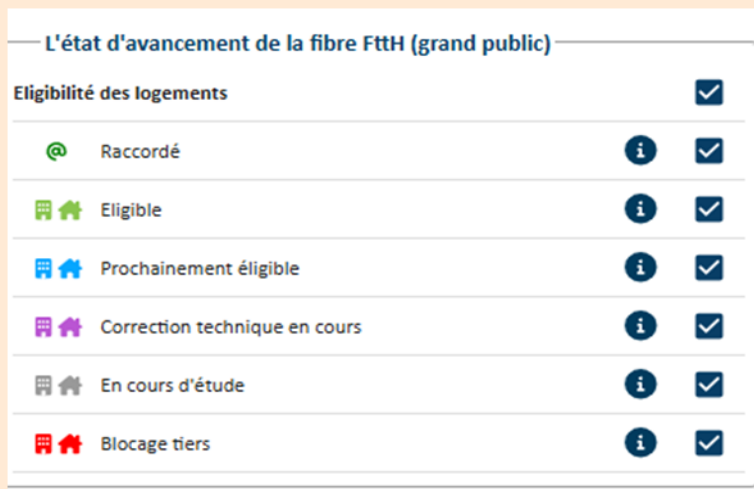 L'état d'avancement de la fibre FttH (grand public)
Eligibilité des logements
@ Raccordé
Eligible
Prochainement éligible
Correction technique en cours
En cours d'étude
Blocage tiers